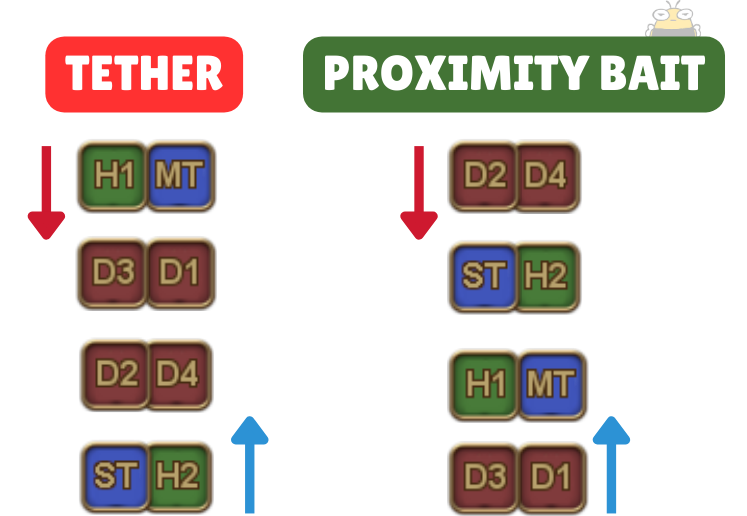 TETHER
H1 MT
D3 D1
D2 D4
ST H2
PROXIMITY BAIT
D2 D4
ST H2
H1 MT
D3 D1